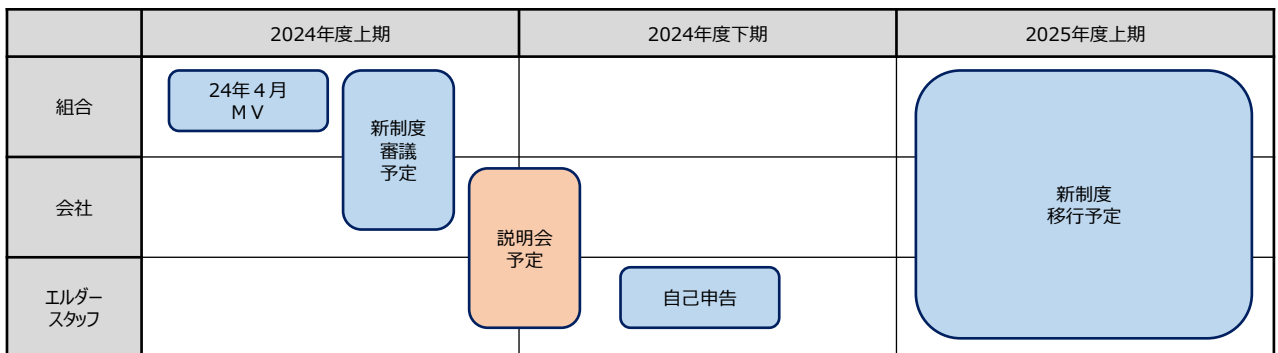 2024年度上期
2024年度下期
2025年度上期
組合
24年４月
ＭＶ
新制度
審議
予定
会社
説明会
予定
新制度
移行予定
エルダー
スタッフ
自己申告